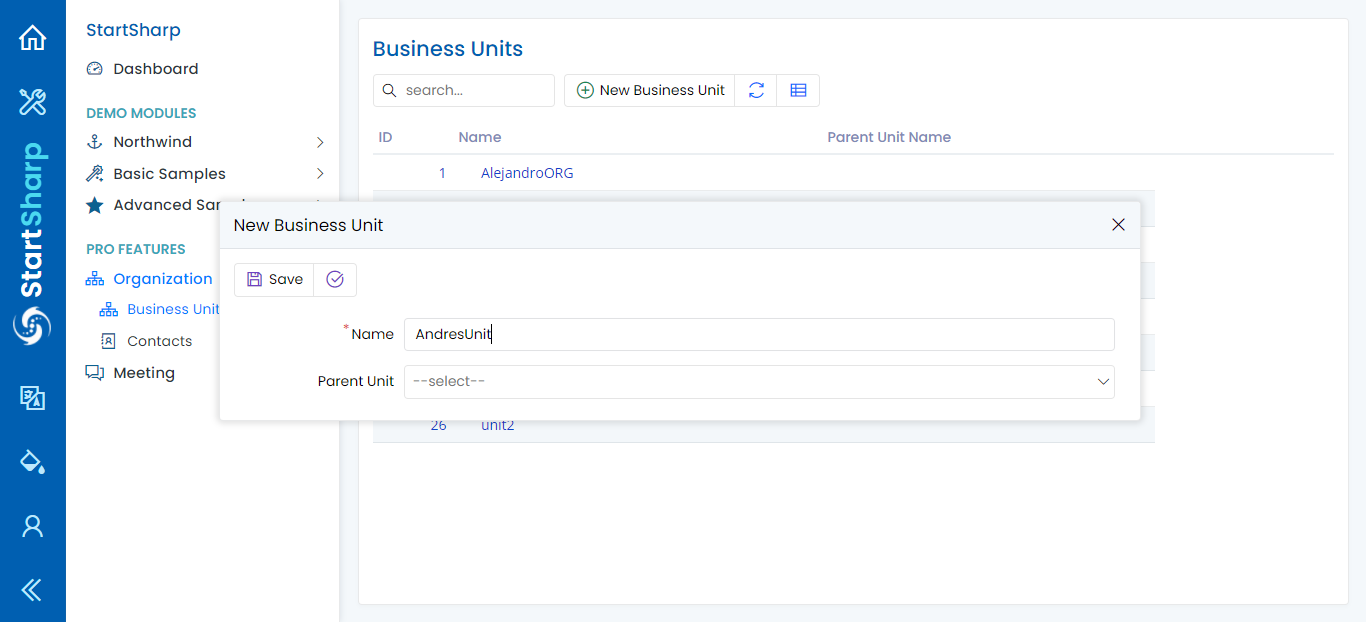 StartSharp
StartSharp
Dashboard
DEMO MODULES
Northwind
Basic Samples
Advanced
PRO FEATURES
Organization
Business Unit
Contacts
Meeting
Business Units
search...
New Business Unit
ID Name Parent Unit Name
1 AlejandroORG
New Business Unit
Save
*Name AndresUnit
Parent Unit --select--
26 unit2